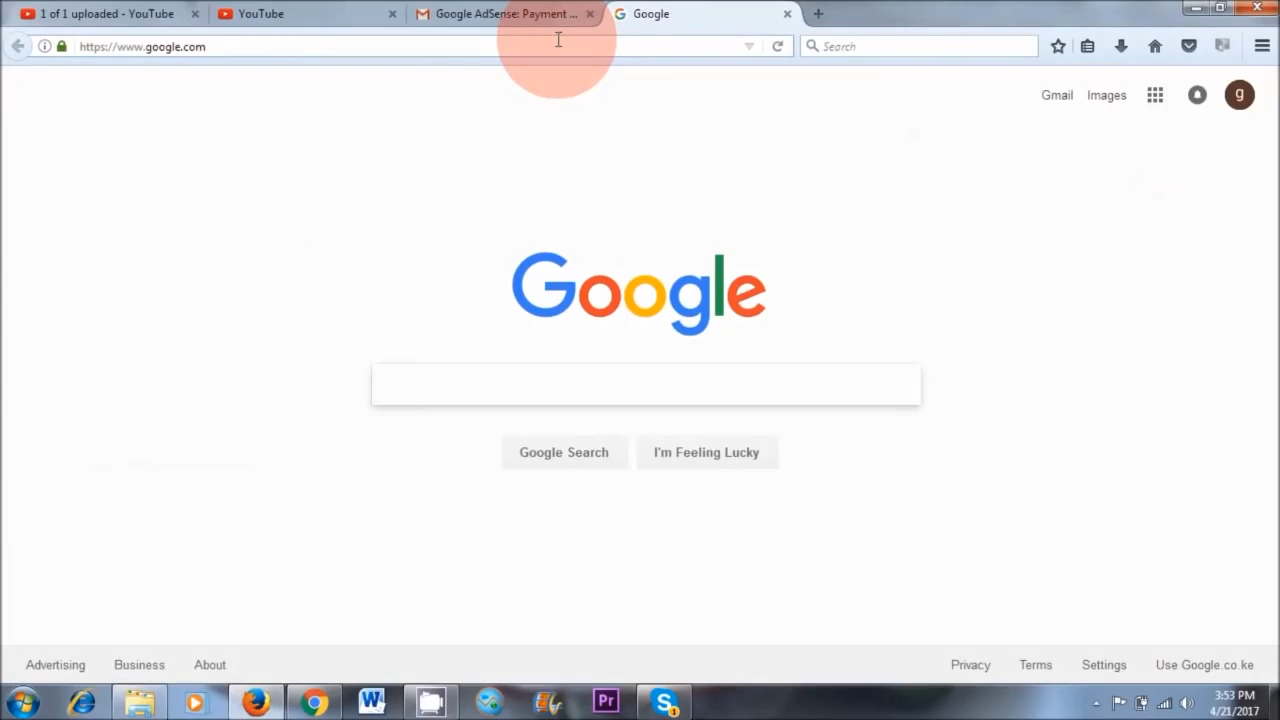 1 of 1 uploaded - YouTube
YouTube
Google AdSense: Payment ...
Google
https://www.google.com
Search
Gmail
Images
g
Google
Google Search
I'm Feeling Lucky
Advertising
Business
About
Privacy
Terms
Settings
Use Google.co.ke
W
Pr
S
1
3:53 PM
4/21/2017